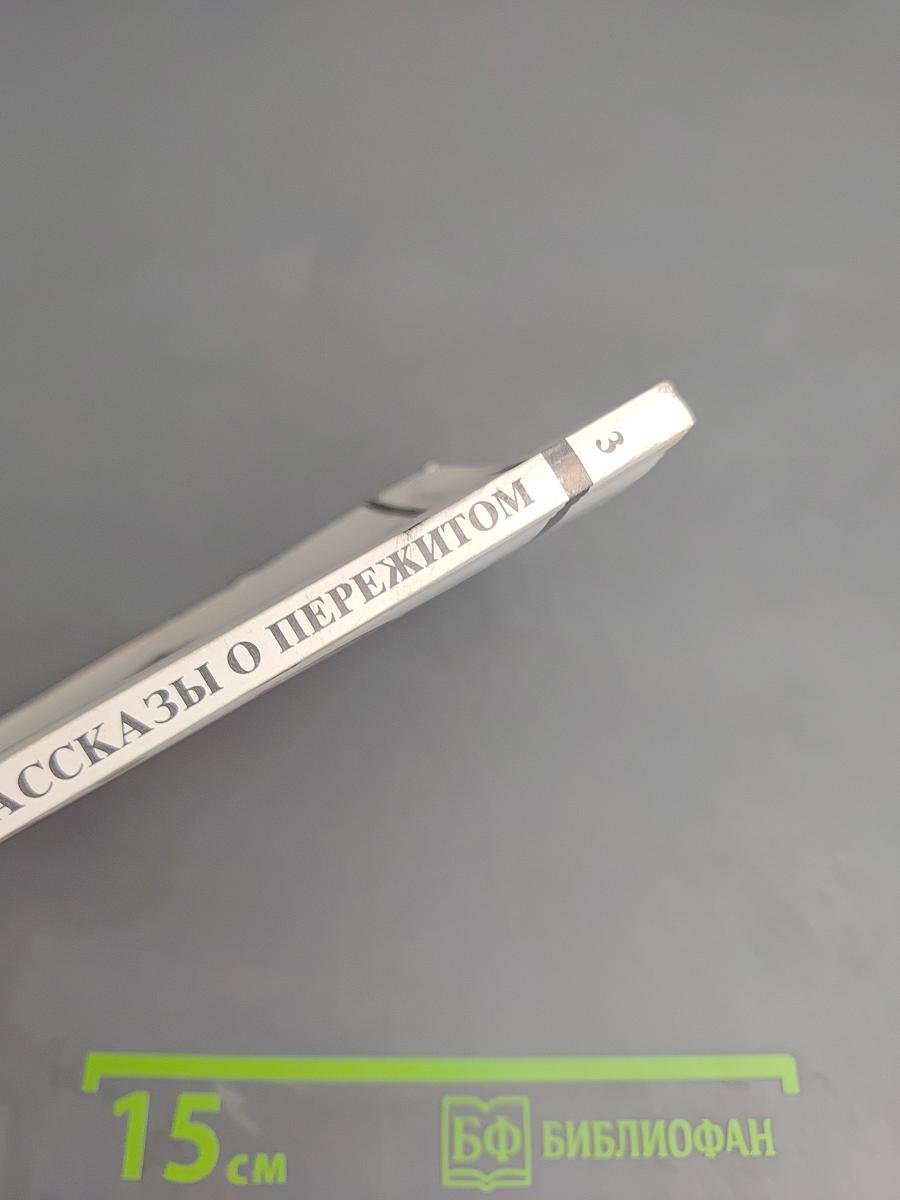 АССКАЗЫ О ПЕРЕЖИТОМ
3
15 см
БФ БИБЛИОФАН